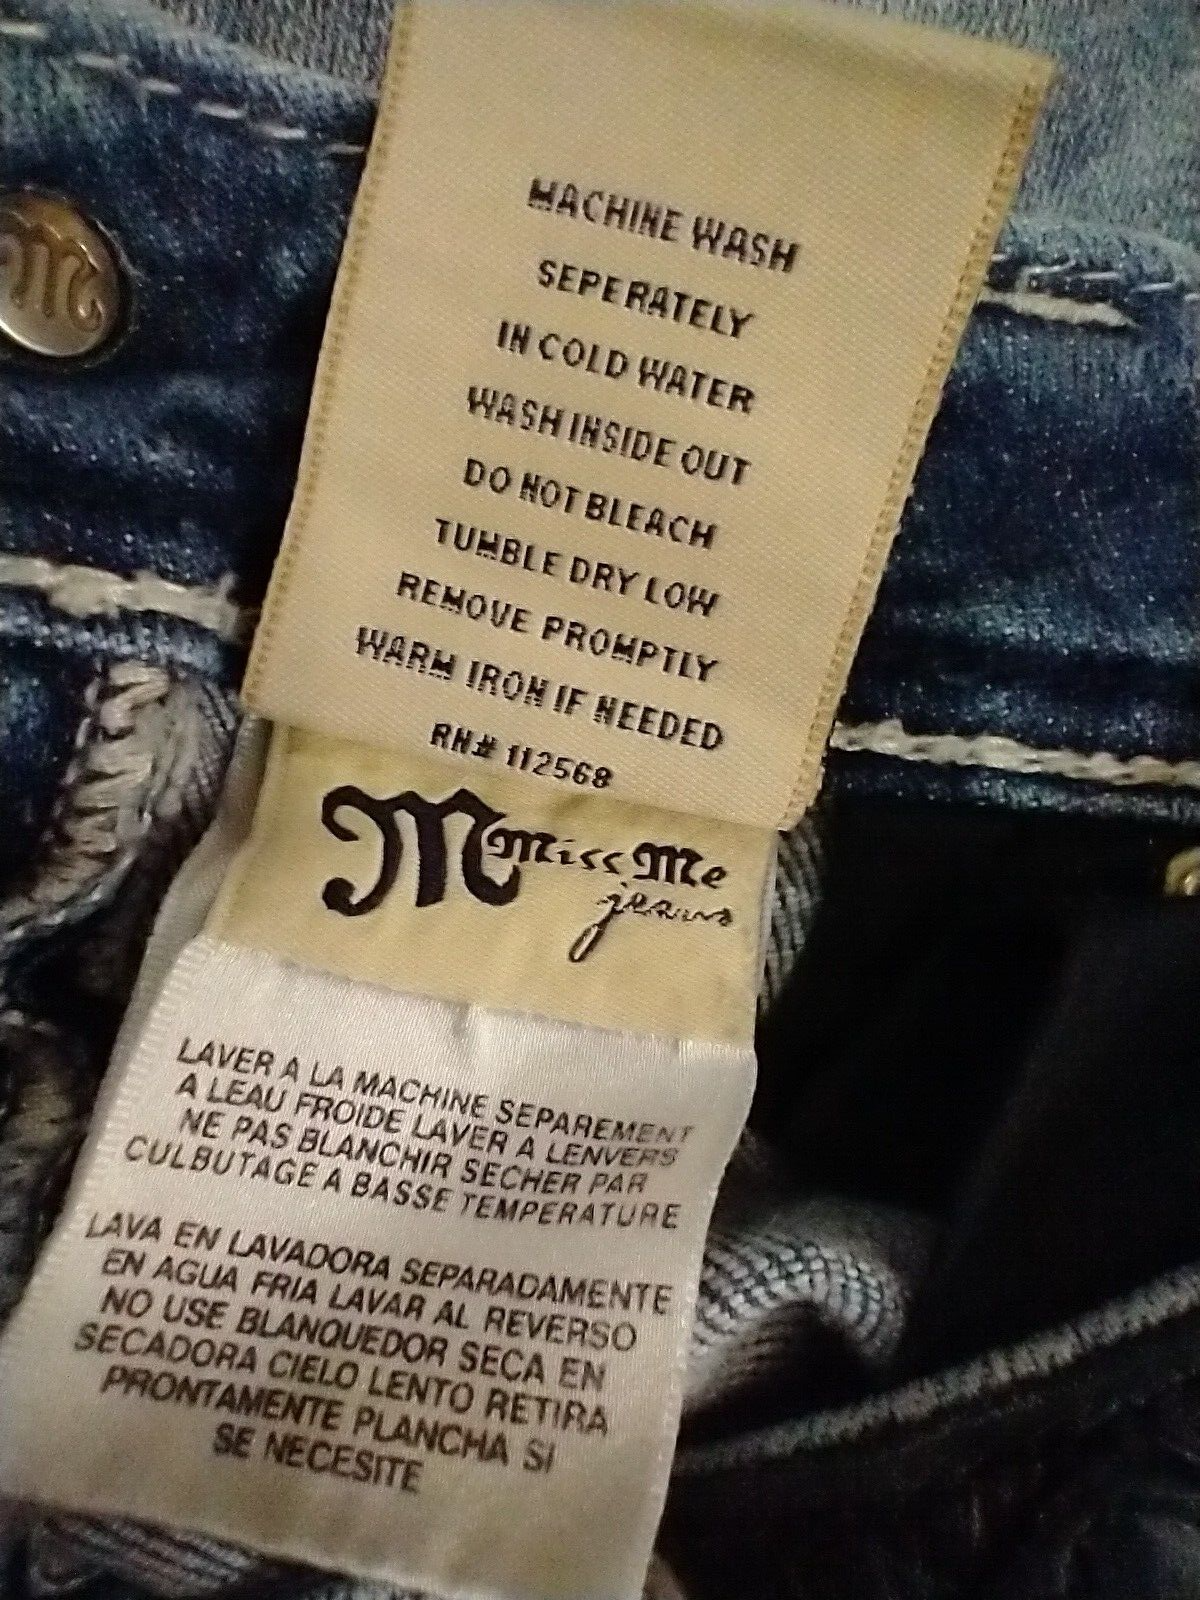 MACHINE WASH
SEPERATELY
IN COLD WATER
WASH INSIDE OUT
DO NOT BLEACH
TUMBLE DRY LOW
REMOVE PROMPTLY
WARM IRON IF NEEDED
RN# 112568
M Miss Me
jeans
LAVER A LA MACHINE SEPAREMENT
A LEAU FROIDE LAVER A LENVERS
NE PAS BLANCHIR SECHER PAR
CULBUTAGE A BASSE TEMPERATURE
LAVA EN LAVADORA SEPARADAMENTE
EN AGUA FRIA LAVAR AL REVERSO
NO USE BLANQUEDOR SECA EN
SECADORA CIELO LENTO RETIRA
PRONTAMENTE PLANCHA SI
SE NECESITE
M